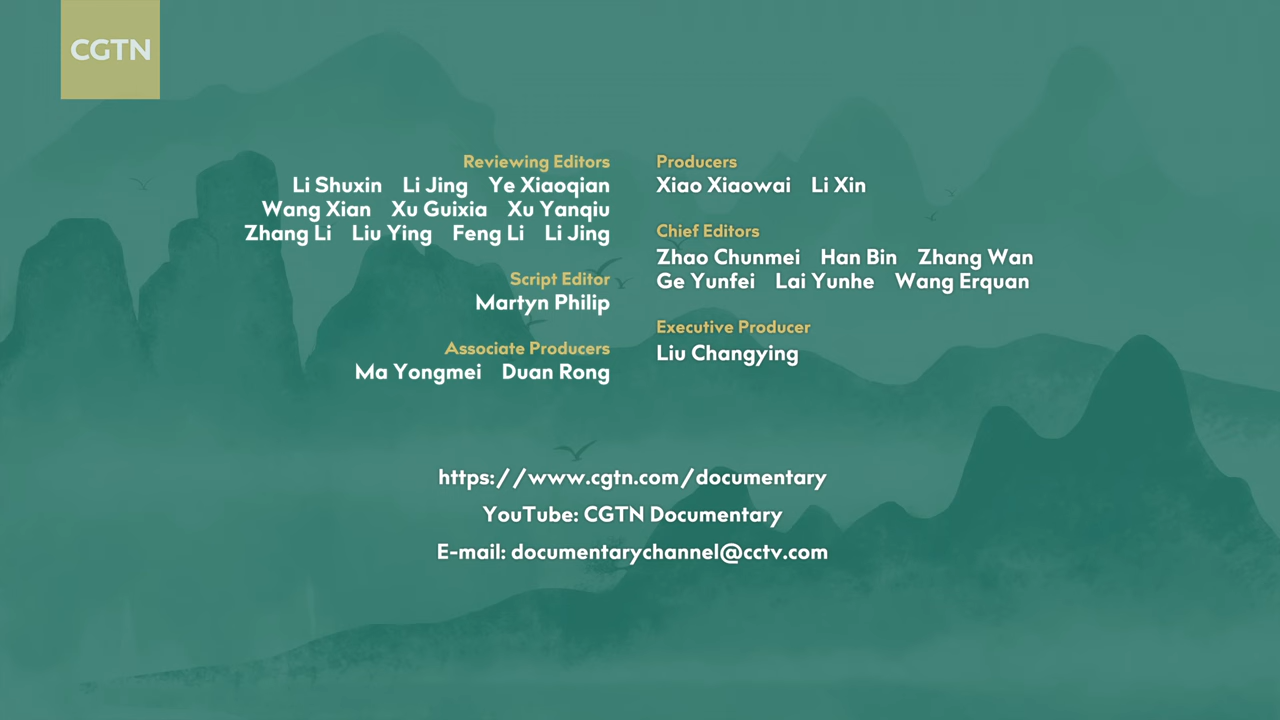 CGTN
Reviewing Editors
Li Shuxin Li Jing Ye Xiaoqian
Wang Xian Xu Guixia Xu Yanqiu
Zhang Li Liu Ying Feng Li Li Jing
Script Editor
Martyn Philip
Associate Producers
Ma Yongmei Duan Rong
Producers
Xiao Xiaowai Li Xin
Chief Editors
Zhao Chunmei Han Bin Zhang Wan
Ge Yunfei Lai Yunhe Wang Erquan
Executive Producer
Liu Changying
https://www.cgtn.com/documentary
YouTube: CGTN Documentary
E-mail: documentarychannel@cctv.com